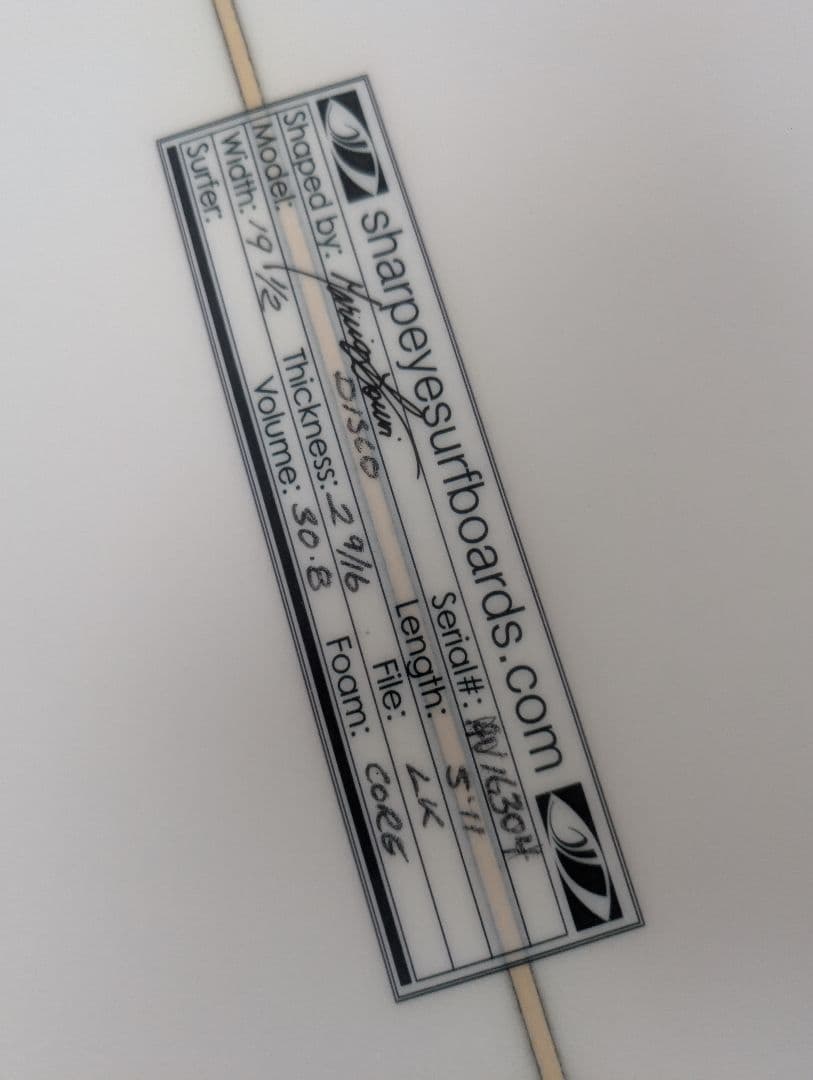 sharpeyesurfboards.com
Shaped by: Serial#: 16304
Model: DISCO Length: 5'11
Width: 19 1/2 Thickness: 2 9/16 File: LK
Surfer: Volume: 30.8 Foam: CORE